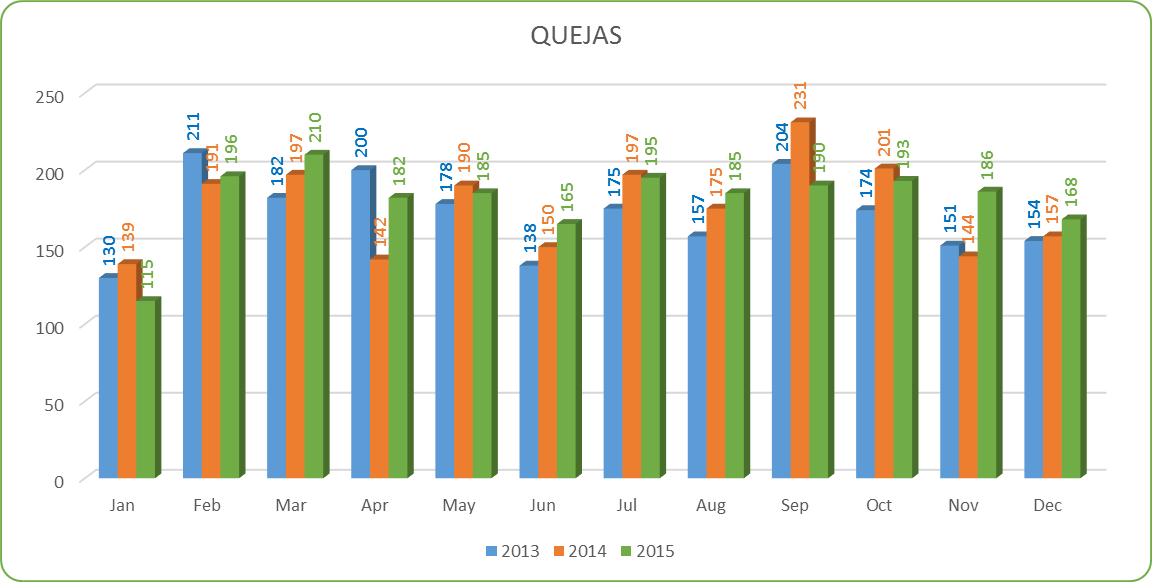 QUEJAS
250
200
150
100
50
0
130 139 115
211 191 196
182 197 210
200 142 182
178 190 185
138 150 165
175 197 195
157 175 185
204 231 190
174 201 193
151 144 186
154 157 168
Jan Feb Mar Apr May Jun Jul Aug Sep Oct Nov Dec
2013 2014 2015